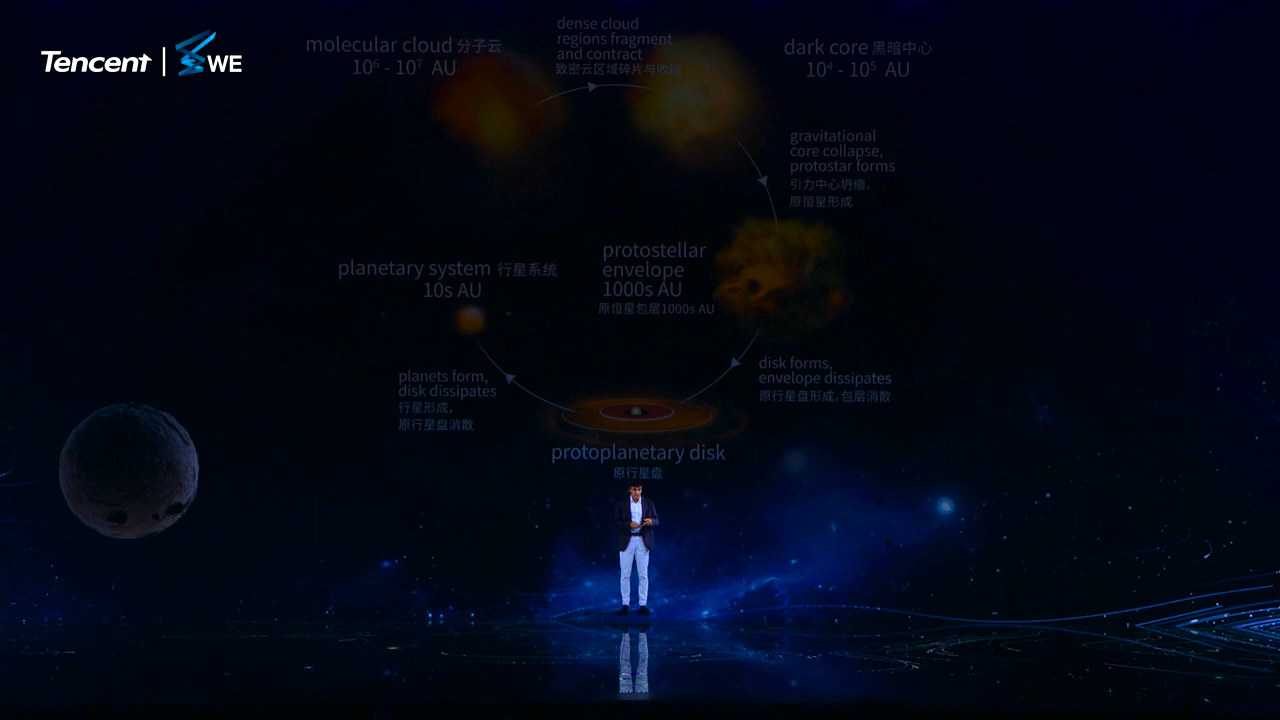 Tencent | WE
molecular cloud 分子云
10⁶ - 10⁷ AU
dense cloud
regions fragment
and contract
致密云区域碎片与收缩
dark core 黑暗中心
10⁴ - 10⁵ AU
gravitational
core collapse,
protostar forms
引力中心坍缩,
原恒星形成
protostellar
envelope
1000s AU
原恒星包层1000s AU
planetary system 行星系统
10s AU
disk forms,
envelope dissipates
原行星盘形成, 包层消散
planets form,
disk dissipates
行星形成,
原行星盘消散
protoplanetary disk
原行星盘